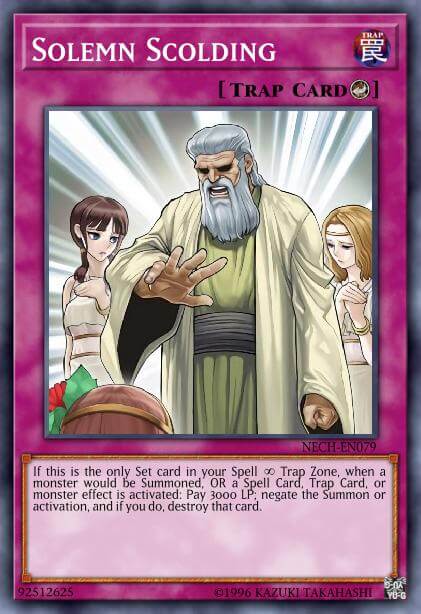 Solemn Scolding
TRAP
罠
[Trap Card]
NECH-EN079
If this is the only Set card in your Spell & Trap Zone, when a
monster would be Summoned, OR a Spell Card, Trap Card, or
monster effect is activated: Pay 3000 LP; negate the Summon or
activation, and if you do, destroy that card.
92512625
©1996 KAZUKI TAKAHASHI